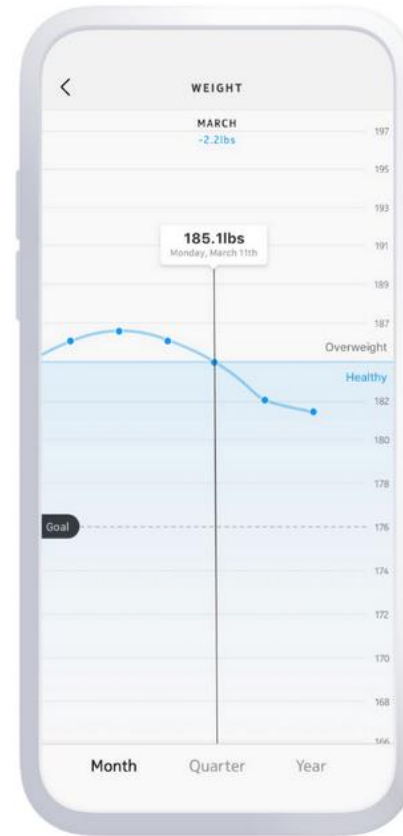 WEIGHT
MARCH
-2.2lbs
197
195
193
185.1lbs
Monday, March 11th
191
189
187
Overweight
Healthy
182
180
178
Goal
176
174
172
170
168
166
Month Quarter Year